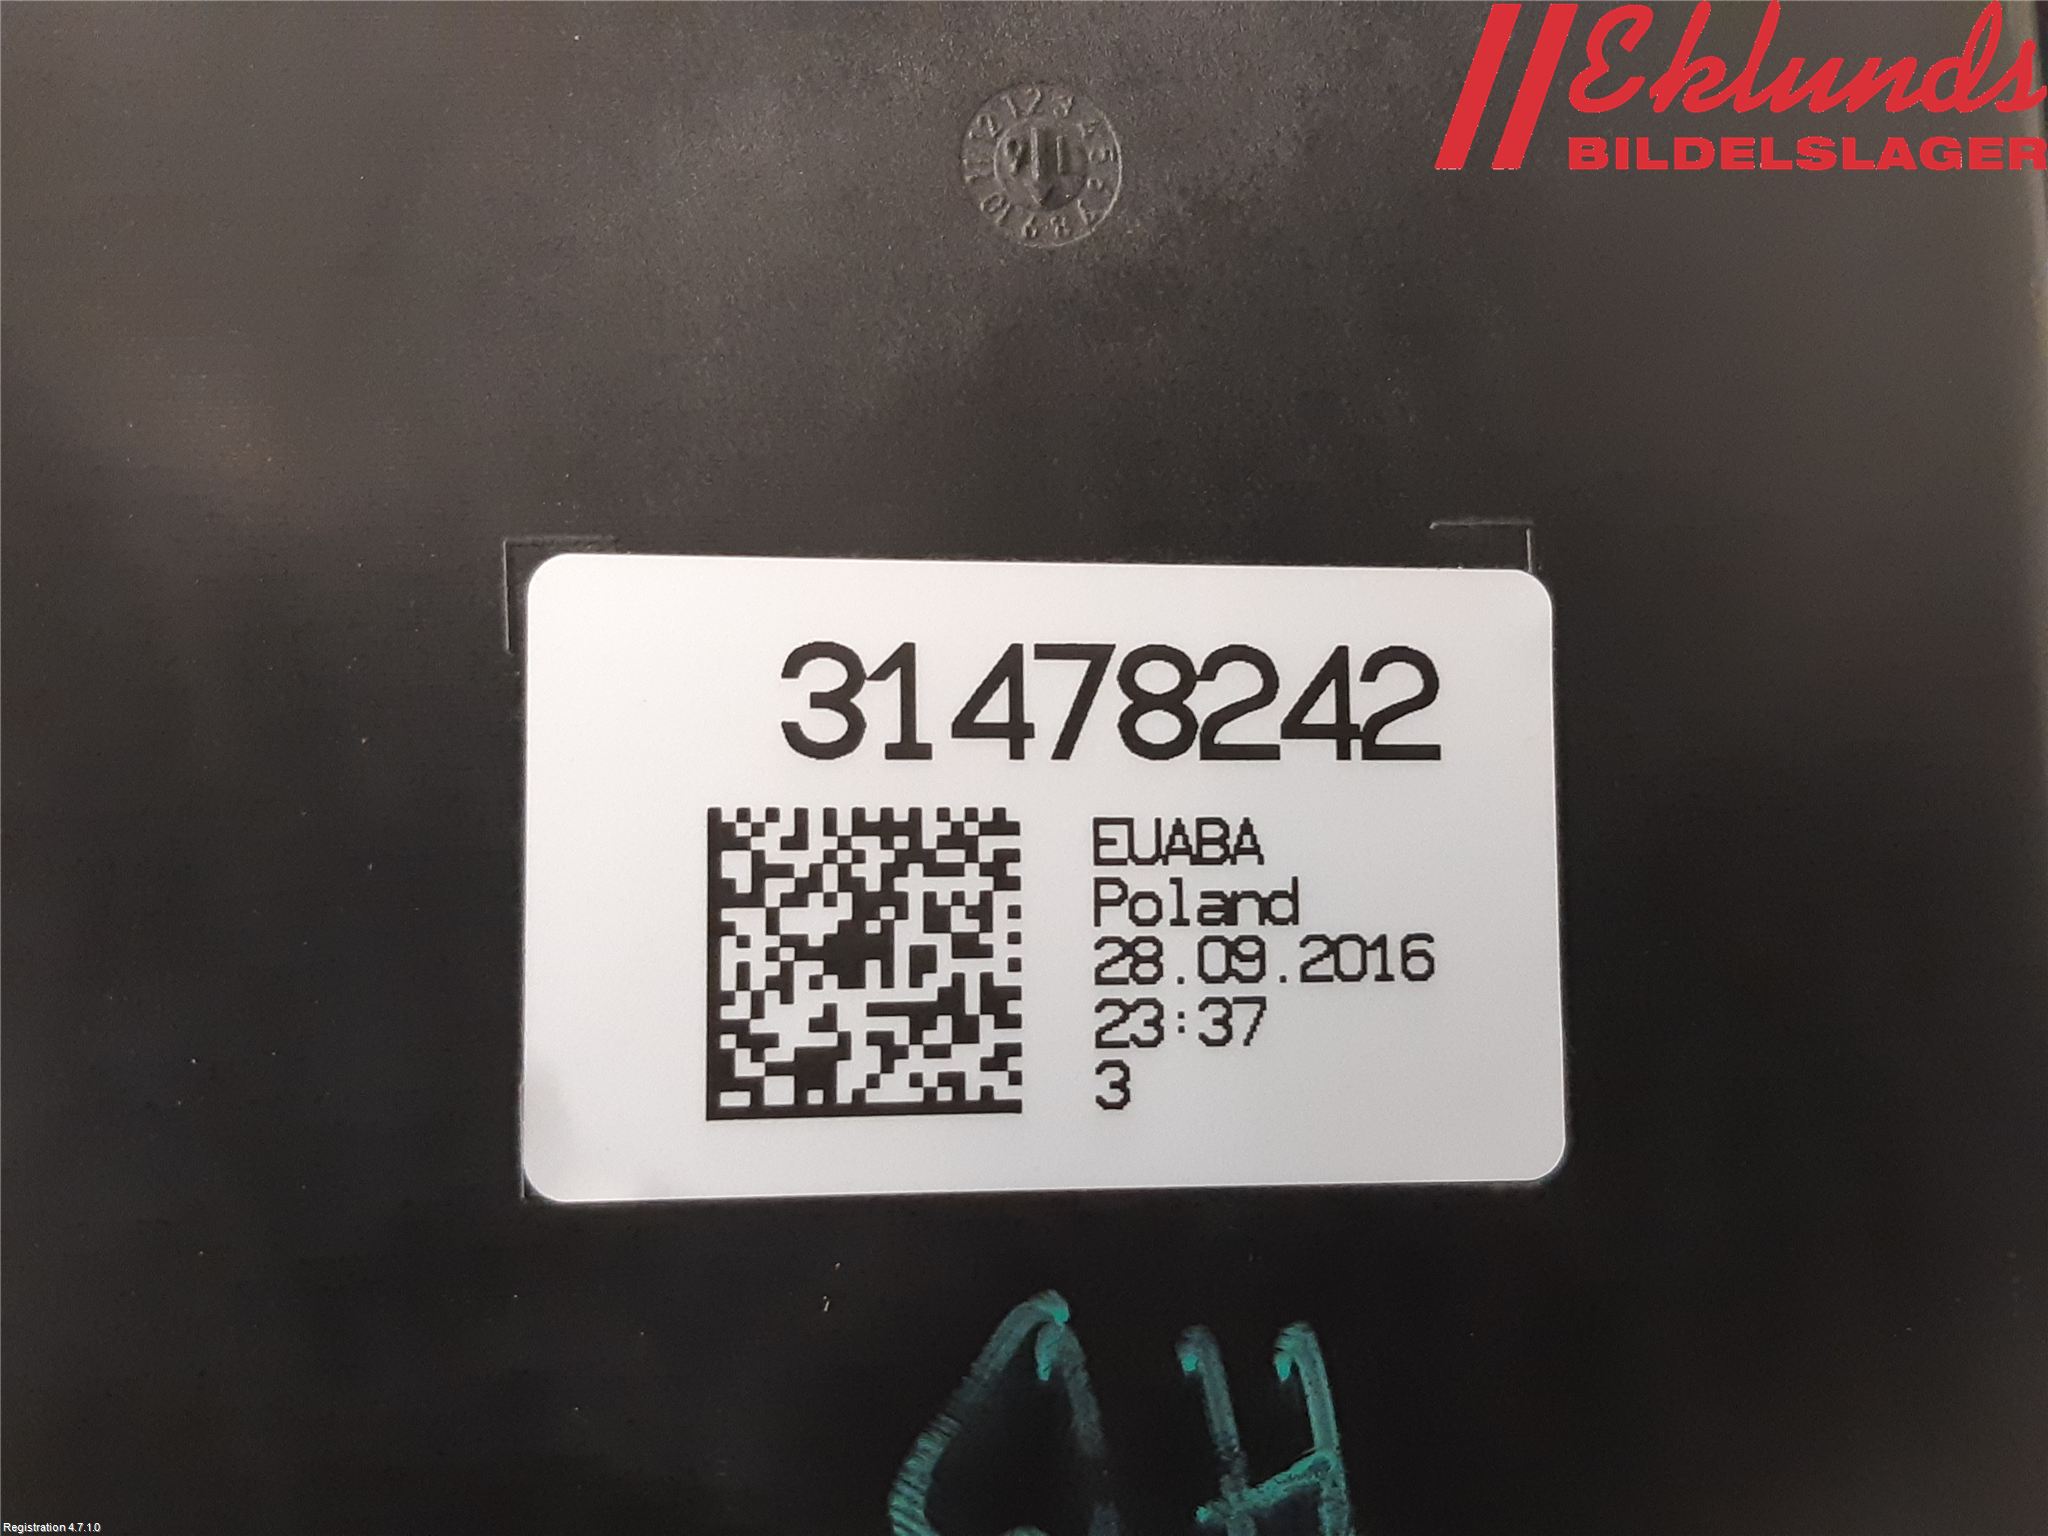 Eklunds
BILDELSLAGER
31478242
EUABA
Poland
28.09.2016
23:37
3
Registration 4.7.1.0